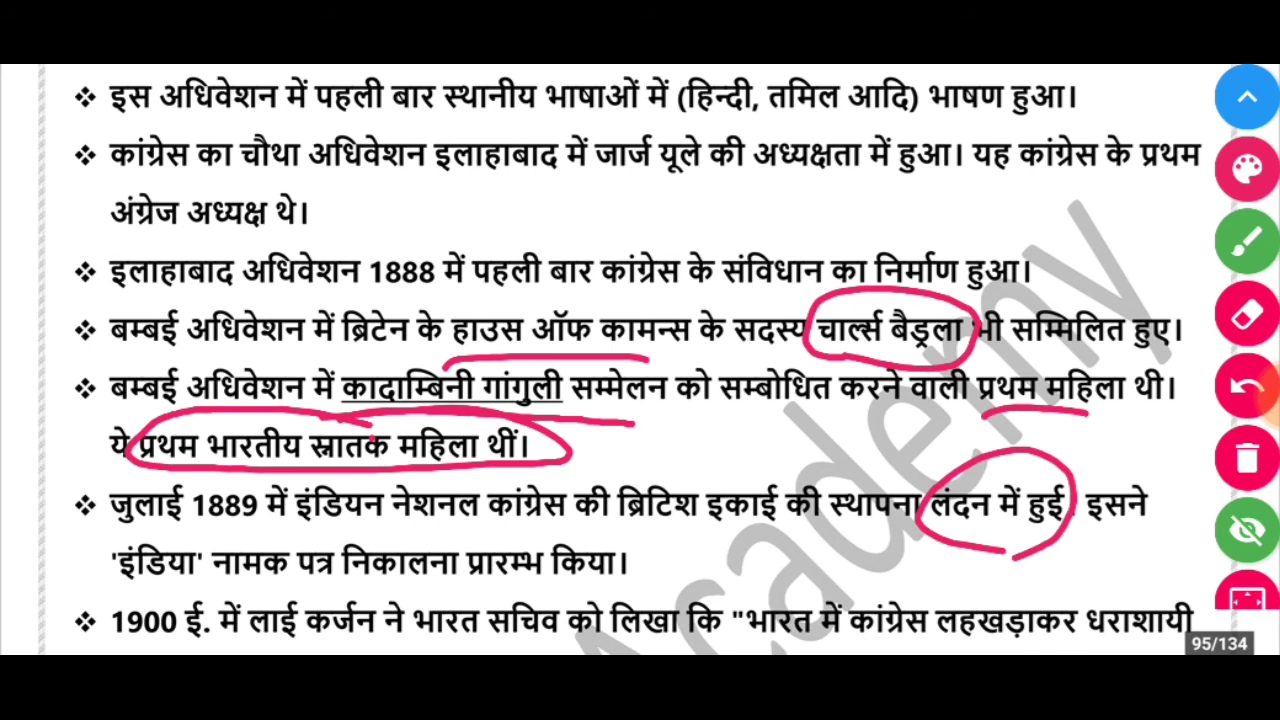 ❖ इस अधिवेशन में पहली बार स्थानीय भाषाओं में (हिन्दी, तमिल आदि) भाषण हुआ।
❖ कांग्रेस का चौथा अधिवेशन इलाहाबाद में जार्ज यूले की अध्यक्षता में हुआ। यह कांग्रेस के प्रथम
अंग्रेज अध्यक्ष थे।
❖ इलाहाबाद अधिवेशन 1888 में पहली बार कांग्रेस के संविधान का निर्माण हुआ।
❖ बम्बई अधिवेशन में ब्रिटेन के हाउस ऑफ कामन्स के सदस्य चार्ल्स बैड्रला भी सम्मिलित हुए।
❖ बम्बई अधिवेशन में कादाम्बिनी गांगुली सम्मेलन को सम्बोधित करने वाली प्रथम महिला थी।
ये प्रथम भारतीय स्नातक महिला थीं।
❖ जुलाई 1889 में इंडियन नेशनल कांग्रेस की ब्रिटिश इकाई की स्थापना लंदन में हुई। इसने
'इंडिया' नामक पत्र निकालना प्रारम्भ किया।
❖ 1900 ई. में लाई कर्जन ने भारत सचिव को लिखा कि "भारत में कांग्रेस लहखड़ाकर धराशायी
95/134
Academy